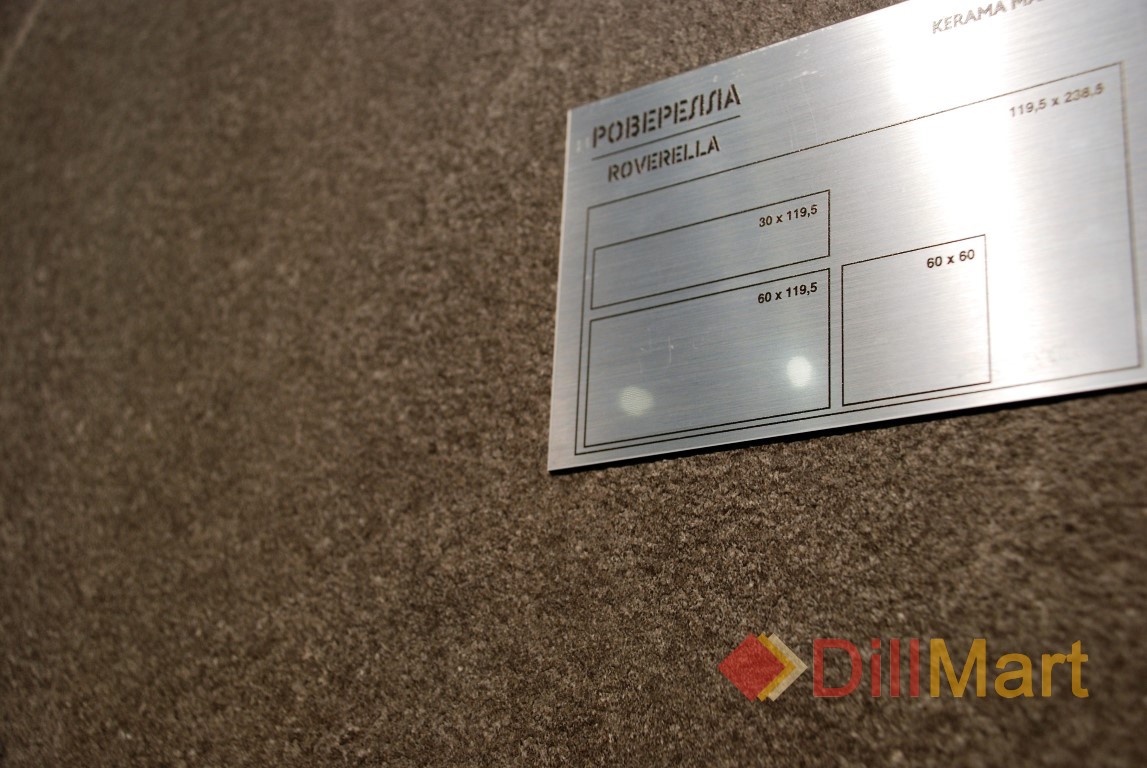 KERAMA
РОВЕРЕЛЛА
ROVERELLA
119,5 x 238,5
30 x 119,5
60 x 119,5
60 x 60
DillMart